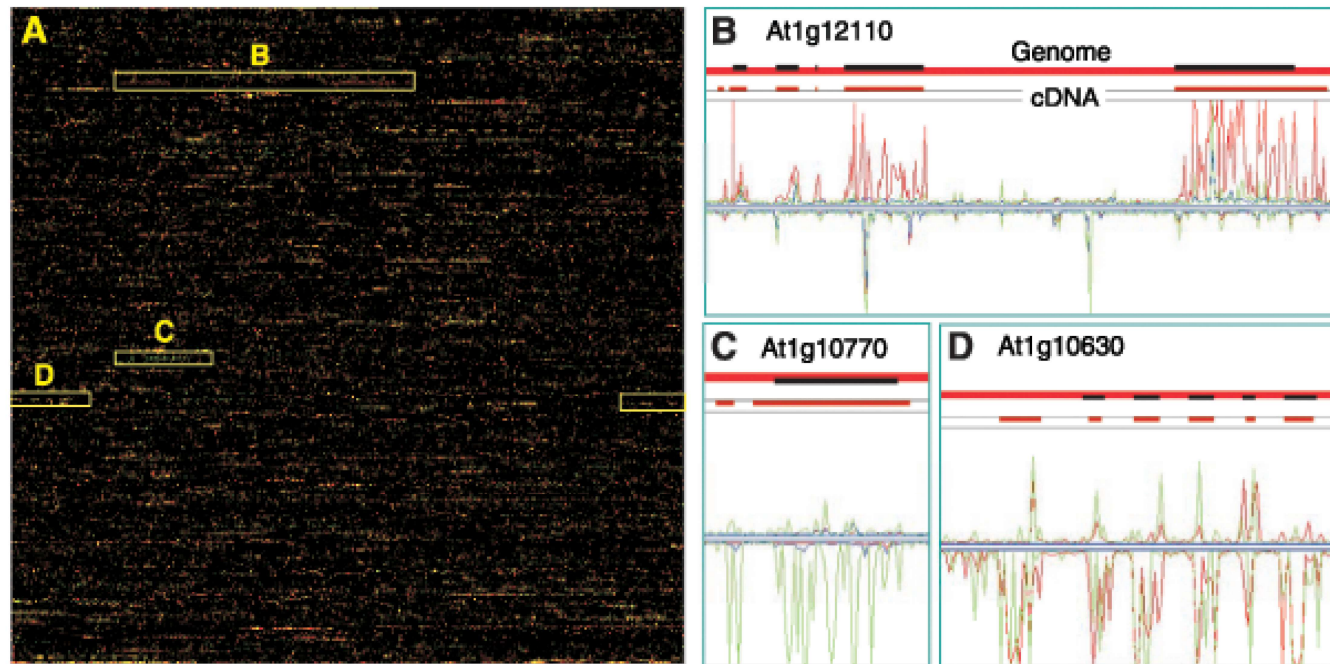 A
B
C
D
B At1g12110
Genome
cDNA
C At1g10770
D At1g10630